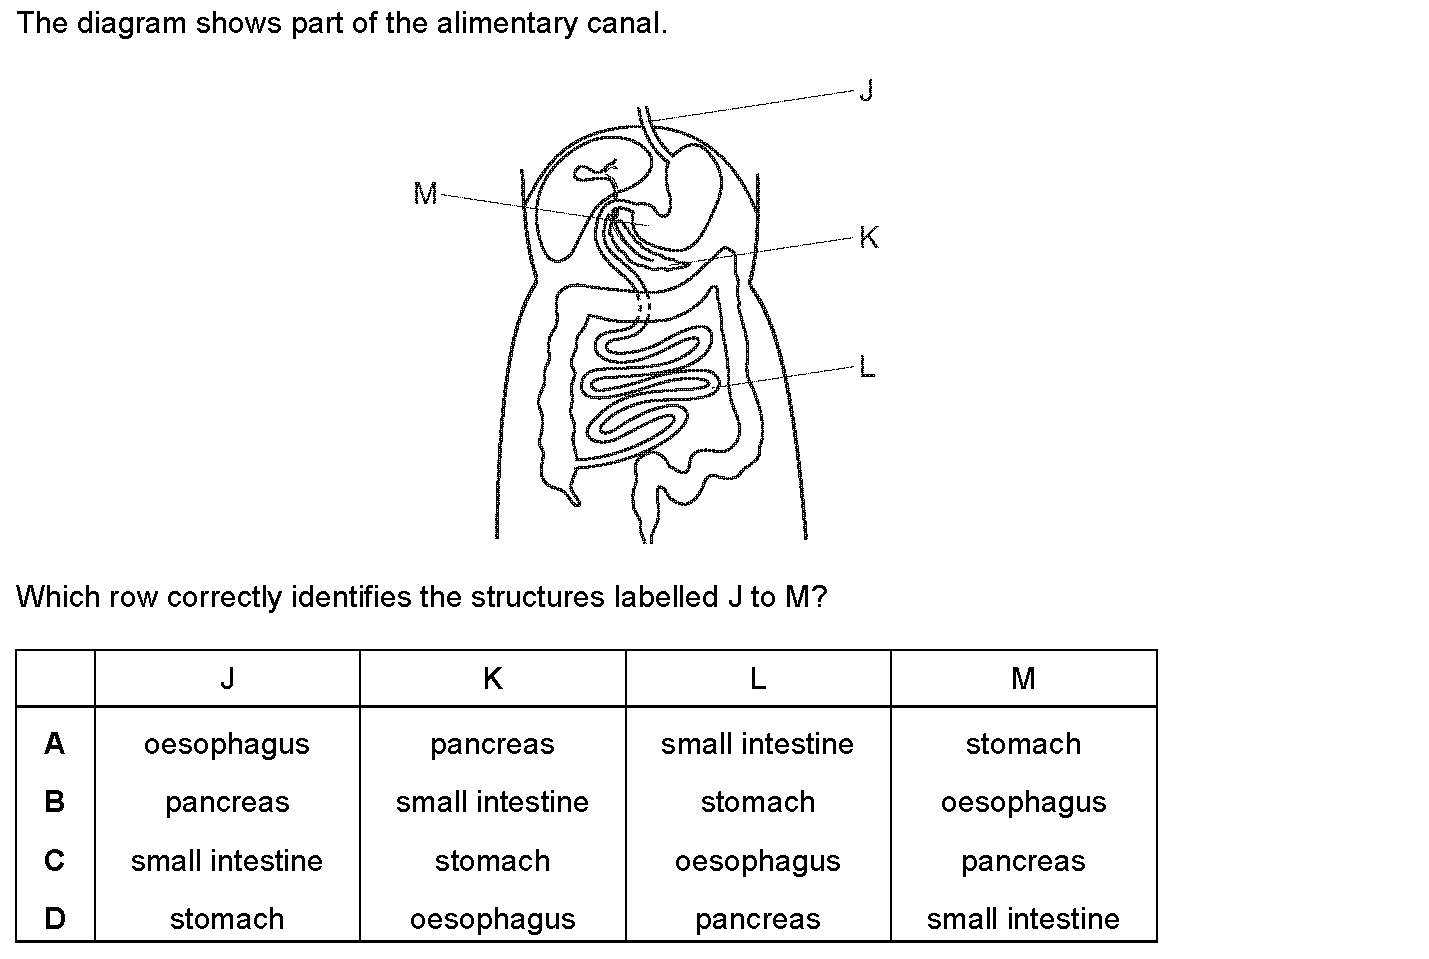 The diagram shows part of the alimentary canal.
J
M
K
L
Which row correctly identifies the structures labelled J to M?
J K L M
A oesophagus pancreas small intestine stomach
B pancreas small intestine stomach oesophagus
C small intestine stomach oesophagus pancreas
D stomach oesophagus pancreas small intestine